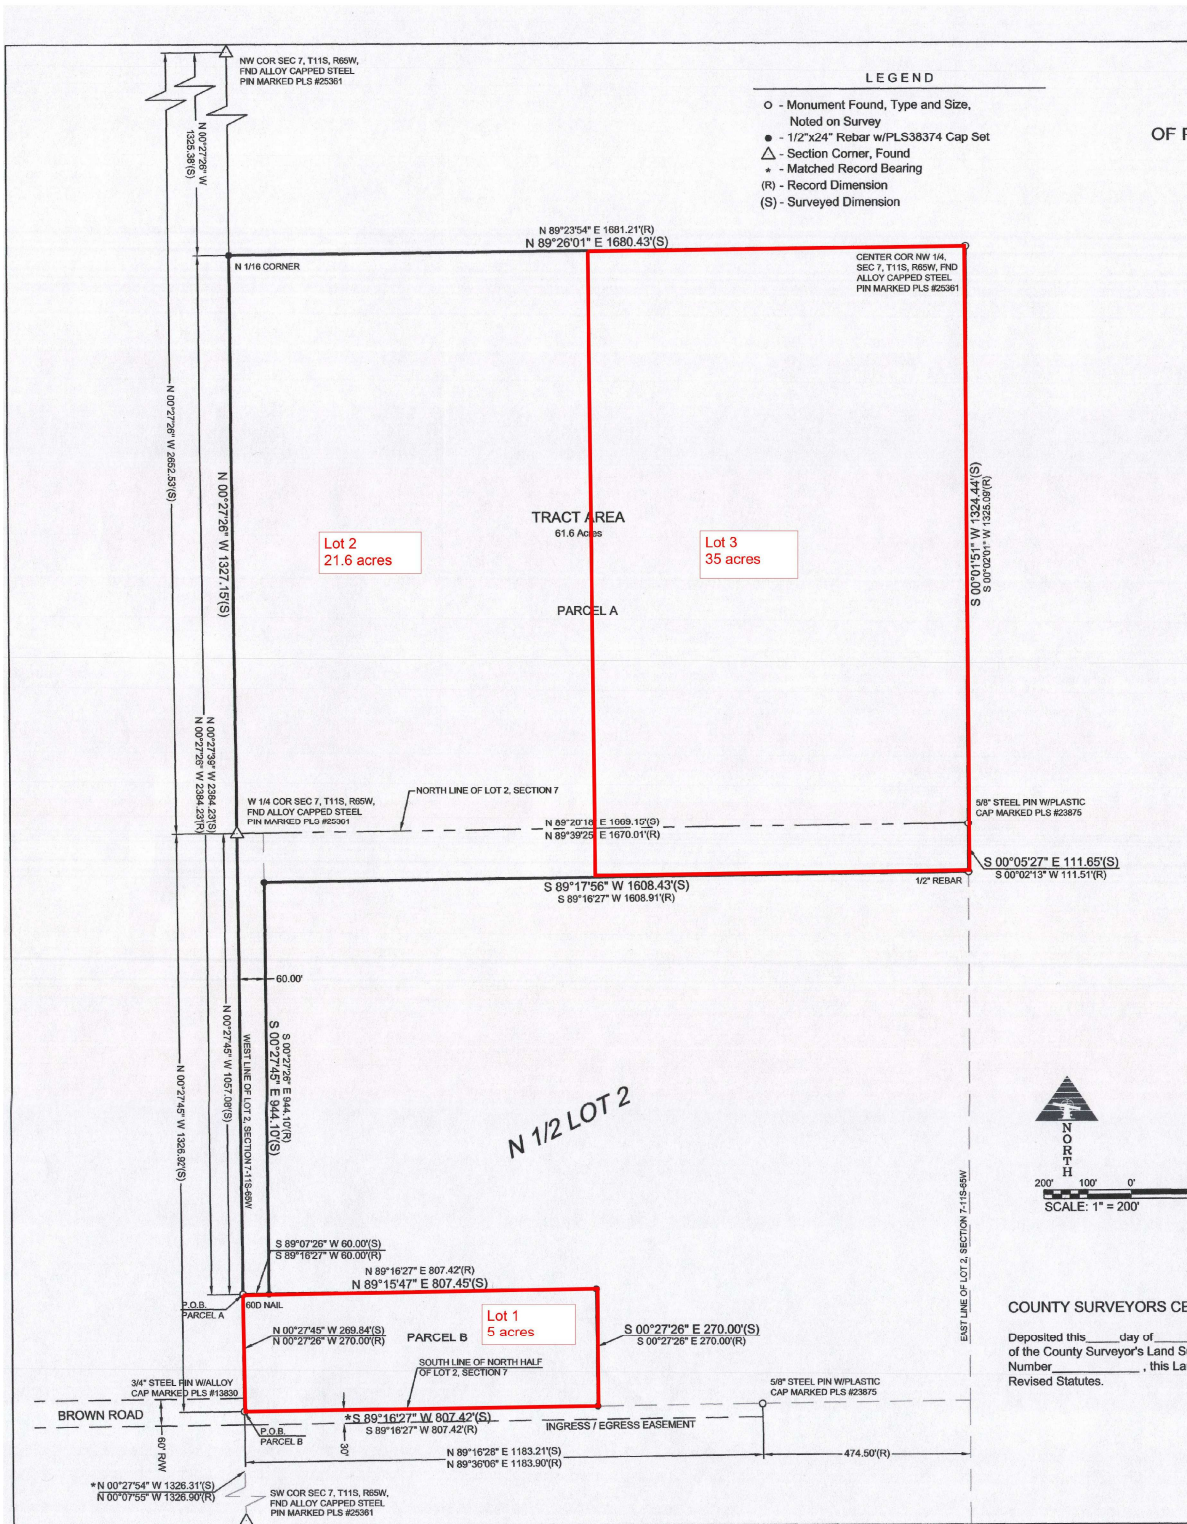 NW COR SEC 7, T11S, R65W,
FND ALLOY CAPPED STEEL
PIN MARKED PLS #25361
LEGEND
O - Monument Found, Type and Size,
Noted on Survey
● - 1/2"x24" Rebar w/PLS38374 Cap Set
△ - Section Corner, Found
* - Matched Record Bearing
(R) - Record Dimension
(S) - Surveyed Dimension
OF
N 00°27'26" W
1325.38'(S)
N 89°23'54" E 1681.21'(R)
N 89°26'01" E 1680.43'(S)
N 1/16 CORNER
CENTER COR NW 1/4,
SEC 7, T11S, R65W, FND
ALLOY CAPPED STEEL
PIN MARKED PLS #25361
N 00°27'26" W 2652.53'(S)
N 00°27'26" W 1327.15'(S)
TRACT AREA
61.6 Acres
Lot 2
21.6 acres
Lot 3
35 acres
S 00°01'51" W 1324.44'(S)
S 00°02'01" W 1325.09'(R)
PARCEL A
N 00°27'39" W 2384.23'(S)
N 00°27'26" W 2384.23'(R)
W 1/4 COR SEC 7, T11S, R65W,
FND ALLOY CAPPED STEEL
PIN MARKED PLS #25361
NORTH LINE OF LOT 2, SECTION 7
N 89°20'18" E 1669.15'(S)
N 89°39'25" E 1670.01'(R)
5/8" STEEL PIN W/PLASTIC
CAP MARKED PLS #23875
S 00°05'27" E 111.65'(S)
S 00°02'13" W 111.51'(R)
1/2" REBAR
S 89°17'56" W 1608.43'(S)
S 89°16'27" W 1608.91'(R)
60.00'
N 00°27'45" W 1326.92'(S)
N 00°27'45" W 1057.08'(S)
WEST LINE OF LOT 2, SECTION 7-11S-65W
S 00°27'45" E 944.10'(S)
S 00°27'26" E 944.10'(R)
N 1/2 LOT 2
EAST LINE OF LOT 2, SECTION 7-11S-65W
NORTH
200' 100' 0'
SCALE: 1" = 200'
S 89°07'26" W 60.00'(S)
S 89°16'27" W 60.00'(R)
N 89°16'27" E 807.42'(R)
N 89°15'47" E 807.45'(S)
P.O.B.
PARCEL A
60D NAIL
Lot 1
5 acres
N 00°27'45" W 269.84'(S)
N 00°27'26" W 270.00'(R)
PARCEL B
S 00°27'26" E 270.00'(S)
S 00°27'26" E 270.00'(R)
SOUTH LINE OF NORTH HALF
OF LOT 2, SECTION 7
COUNTY SURVEYORS CE
Deposited this_____day of_____
of the County Surveyor's Land S
Number_____________, this La
Revised Statutes.
3/4" STEEL PIN W/ALLOY
CAP MARKED PLS #13830
5/8" STEEL PIN W/PLASTIC
CAP MARKED PLS #23875
BROWN ROAD
60' R/W
P.O.B.
PARCEL B
*S 89°16'27" W 807.42'(S)
S 89°16'27" W 807.42'(R)
30'
INGRESS / EGRESS EASEMENT
N 89°16'28" E 1183.21'(S)
N 89°36'06" E 1183.90'(R)
474.50'(R)
*N 00°27'54" W 1326.31'(S)
N 00°07'55" W 1326.90'(R)
SW COR SEC 7, T11S, R65W,
FND ALLOY CAPPED STEEL
PIN MARKED PLS #25361